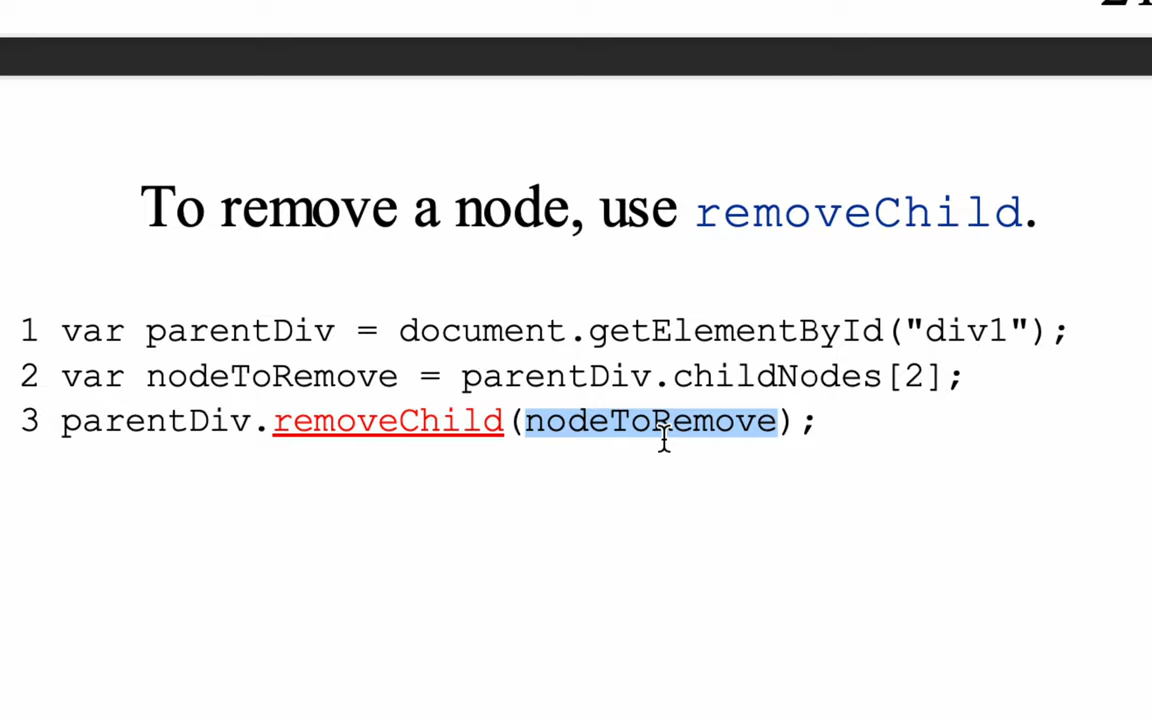 To remove a node, use removeChild.
1 var parentDiv = document.getElementById("div1");
2 var nodeToRemove = parentDiv.childNodes[2];
3 parentDiv.removeChild(nodeToRemove);